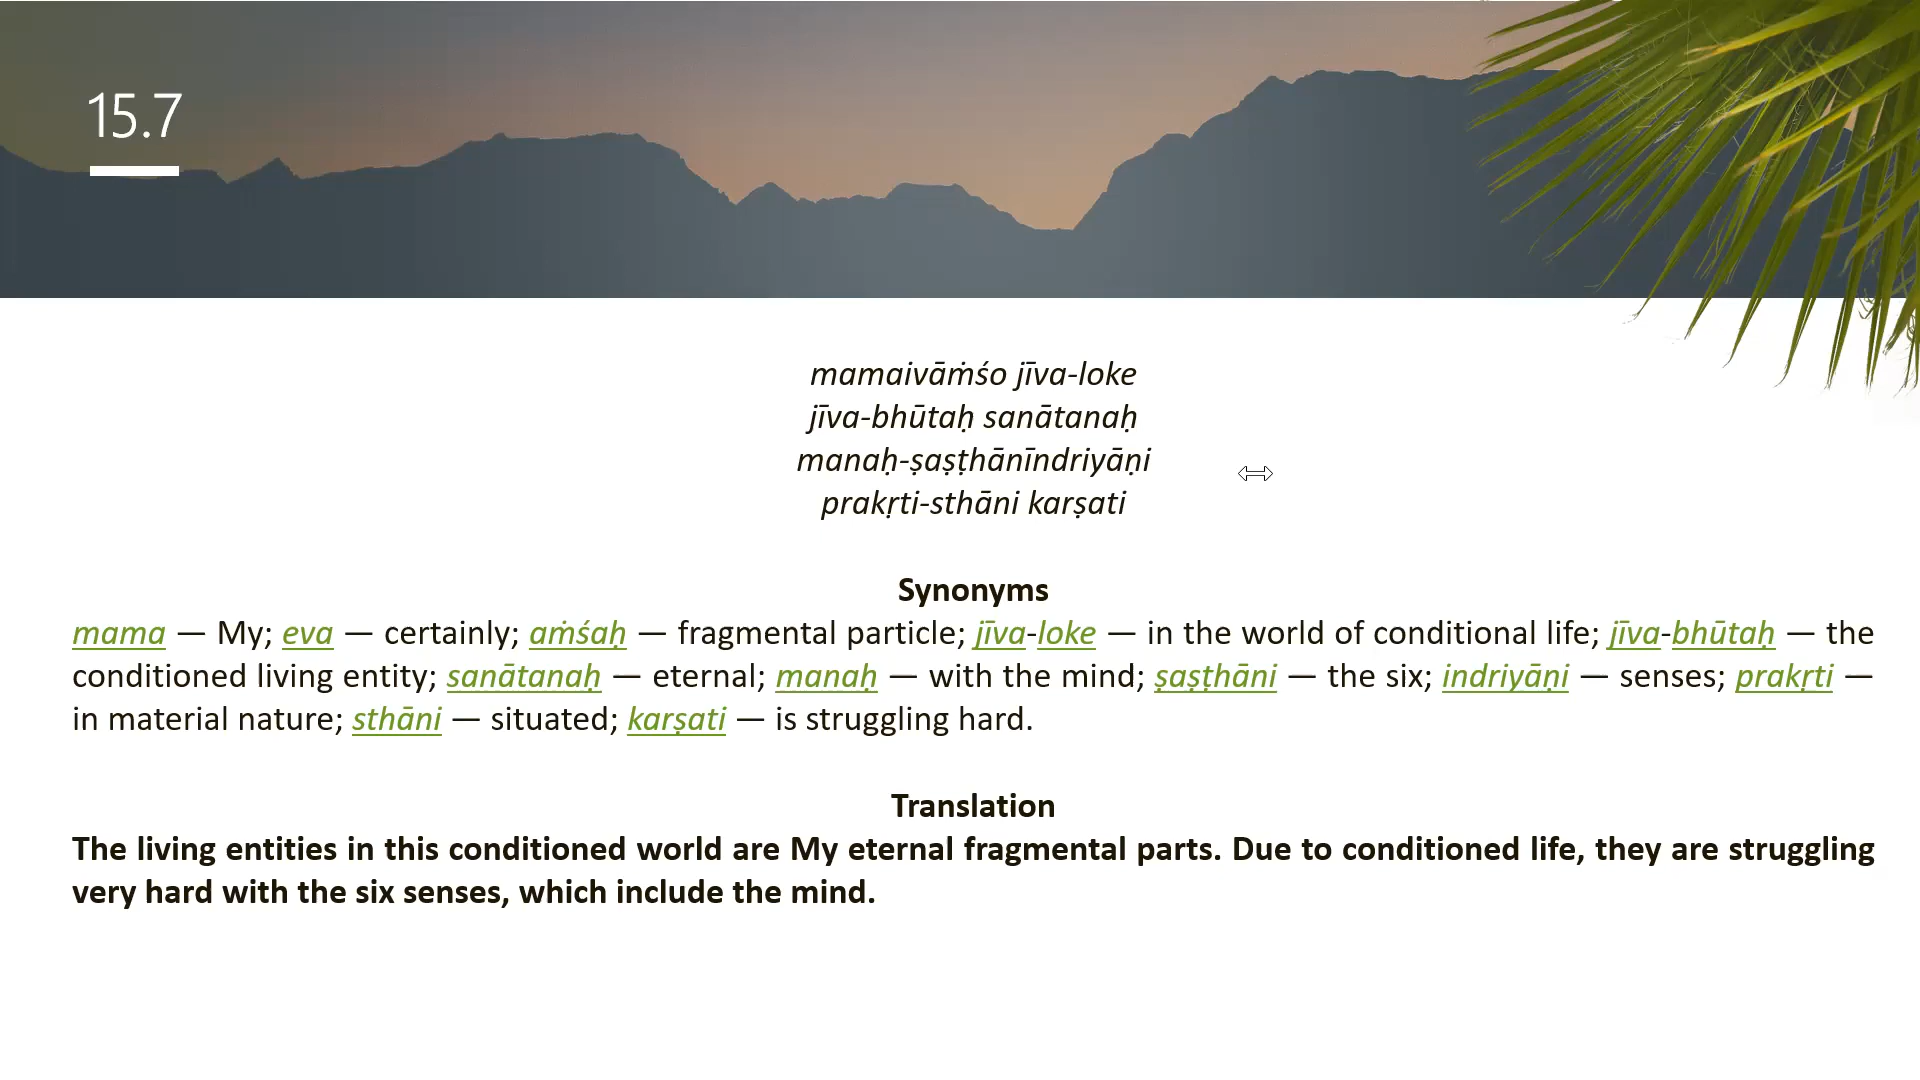 15.7
mamaivāṁśo jīva-loke
jīva-bhūtaḥ sanātanaḥ
manaḥ-ṣaṣṭhānīndriyāṇi
prakṛti-sthāni karṣati
Synonyms
mama — My; eva — certainly; aṁśaḥ — fragmental particle; jīva-loke — in the world of conditional life; jīva-bhūtaḥ — the
conditioned living entity; sanātanaḥ — eternal; manaḥ — with the mind; ṣaṣṭhāni — the six; indriyāṇi — senses; prakṛti —
in material nature; sthāni — situated; karṣati — is struggling hard.
Translation
The living entities in this conditioned world are My eternal fragmental parts. Due to conditioned life, they are struggling
very hard with the six senses, which include the mind.